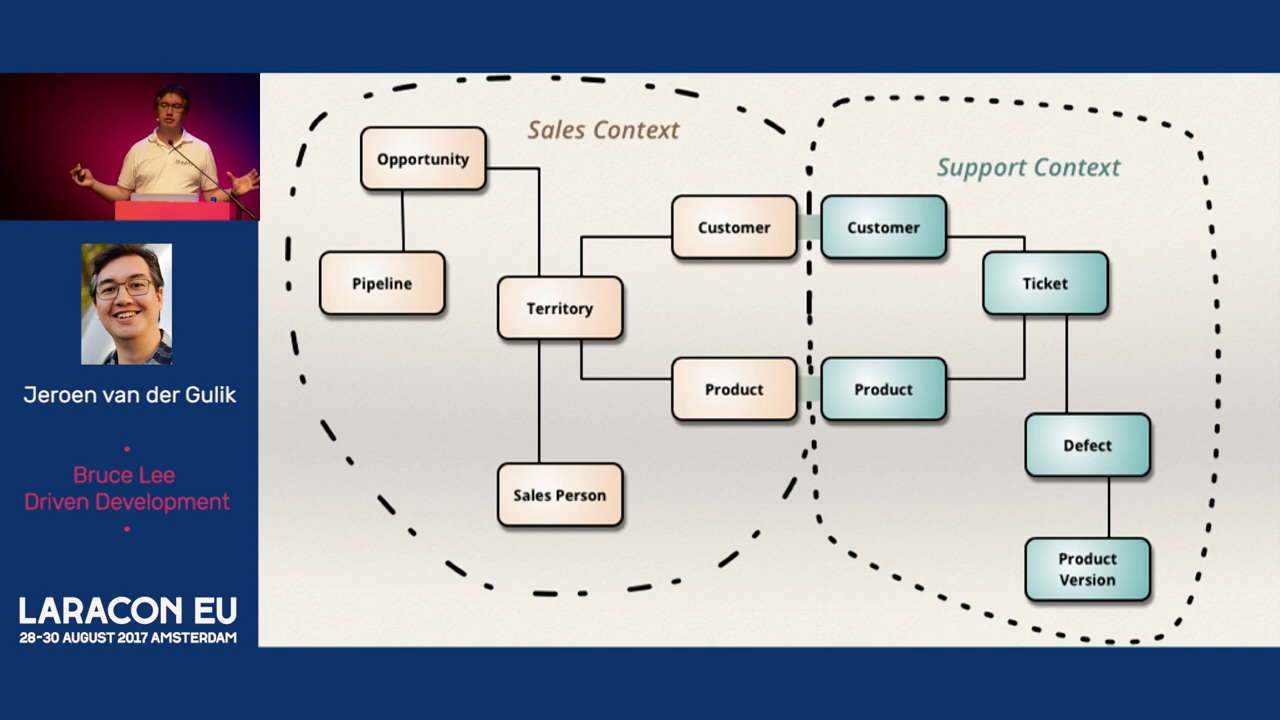 Jeroen van der Gulik
Bruce Lee
Driven Development
LARACON EU
28-30 AUGUST 2017 AMSTERDAM
Sales Context
Support Context
Opportunity
Pipeline
Territory
Customer
Customer
Ticket
Product
Product
Defect
Sales Person
Product
Version